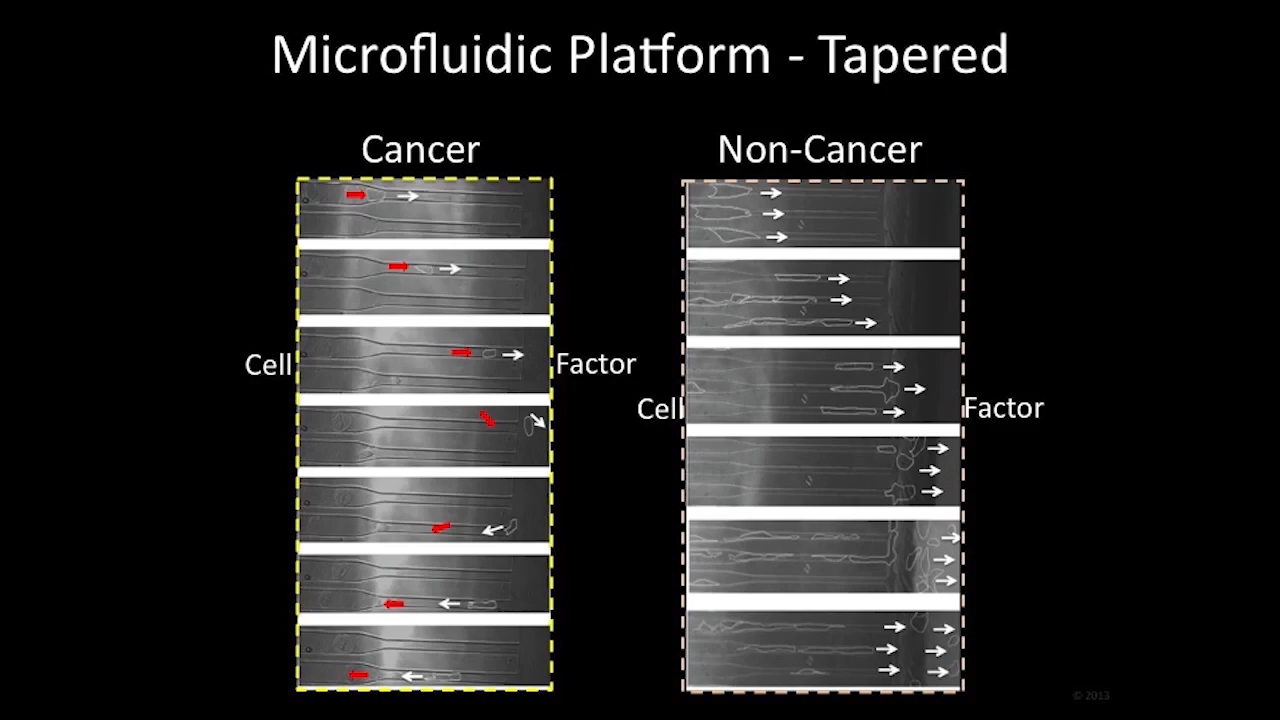 Microfluidic Platform - Tapered
Cancer
Non-Cancer
Cell
Factor
Cell
Factor
© 2013